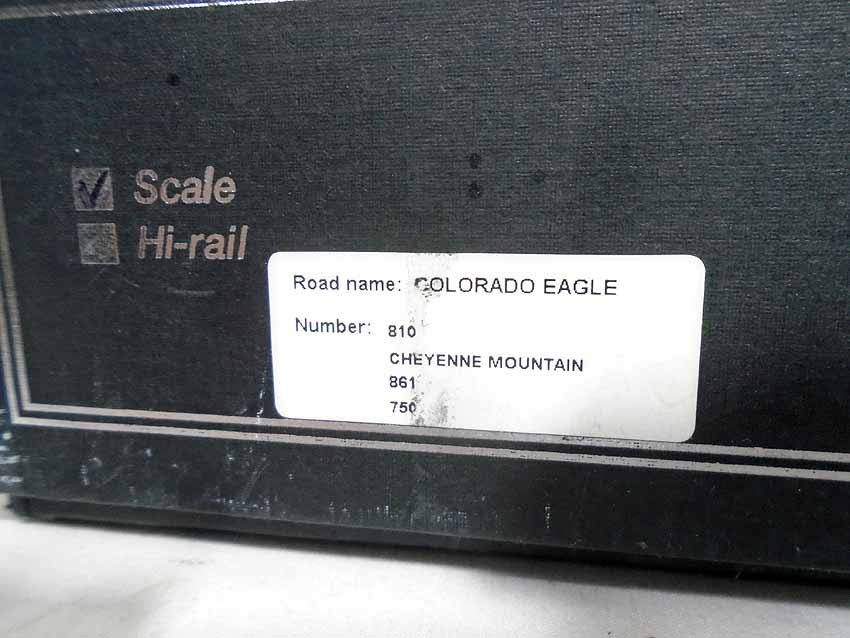 Scale
Hi-rail
Road name: COLORADO EAGLE
Number: 810
CHEYENNE MOUNTAIN
861
750